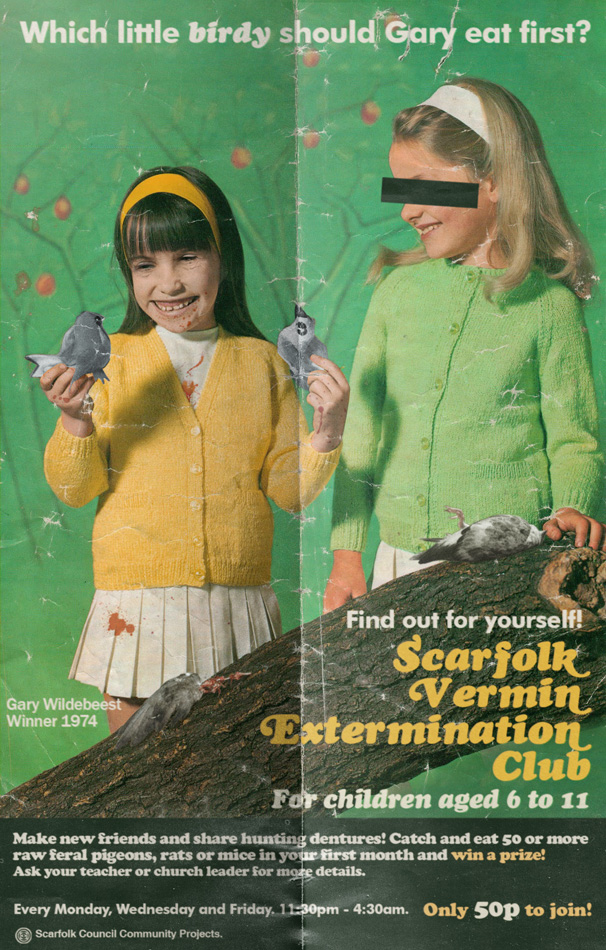 Which little birdy should Gary eat first?
Find out for yourself!
Scarfolk
Vermin
Extermination
Club
For children aged 6 to 11
Gary Wildebeest
Winner 1974
Make new friends and share hunting dentures! Catch and eat 50 or more
raw feral pigeons, rats or mice in your first month and win a prize!
Ask your teacher or church leader for more details.
Every Monday, Wednesday and Friday. 11:30pm - 4:30am.
Only 50p to join!
Scarfolk Council Community Projects.